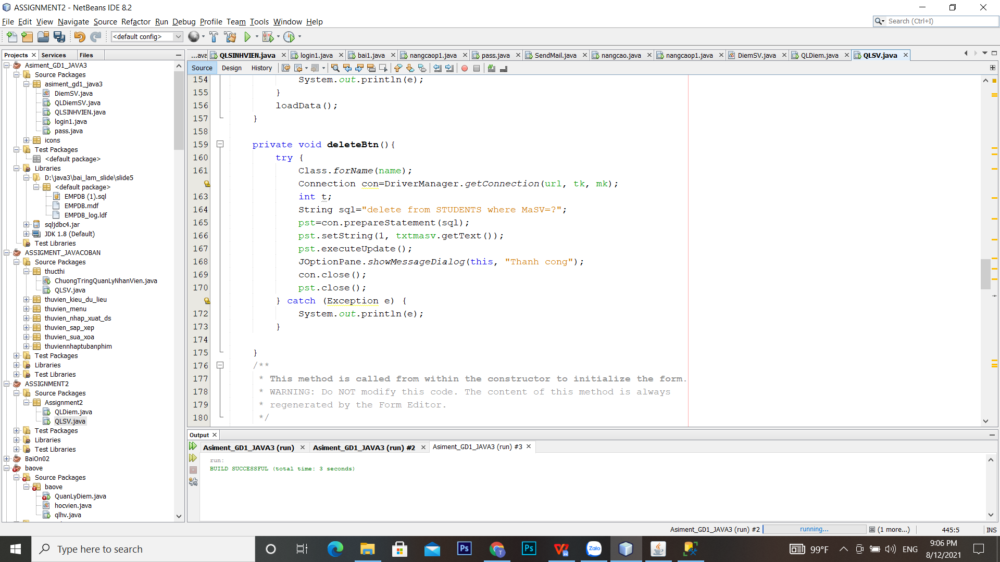 ASSIGNMENT2 - NetBeans IDE 8.2
File Edit View Navigate Source Refactor Run Debug Profile Team Tools Window Help
Search (Ctrl+I)
<default config>
Projects Services Files
...ava QLSINHVIEN.java login1.java bai1.java nangcaop1.java pass.java SendMail.java nangcao.java nangcaop1.java DiemSV.java QLDiem.java QLSV.java
Source Design History
Asiment_GD1_JAVA3
Source Packages
asiment_gd1_java3
DiemSV.java
QLDiemSV.java
QLSINHVIEN.java
login1.java
pass.java
icons
Test Packages
<default package>
Libraries
D:\java3\bai_lam_slide\slide5
<default package>
EMPDB (1).sql
EMPDB.mdf
EMPDB_log.ldf
sqljdbc4.jar
JDK 1.8 (Default)
Test Libraries
ASSIGMENT_JAVACOBAN
Source Packages
thucthi
ChuongTringQuanLyNhanVien.java
QLSV.java
thuvien_kieu_du_lieu
thuvien_menu
thuvien_nhap_xuat_ds
thuvien_sap_xep
thuvien_sua_xoa
thuviennhaptubanphim
Test Packages
Libraries
Test Libraries
ASSIGNMENT2
Source Packages
Assignment2
QLDiem.java
QLSV.java
Test Packages
Libraries
Test Libraries
BaiOn02
baove
Source Packages
baove
QuanLyDiem.java
hocvien.java
qlhv.java
154 System.out.println(e);
155 }
156 loadData();
157 }
158
159 private void deleteBtn(){
160 try {
161 Class.forName(name);
Connection con=DriverManager.getConnection(url, tk, mk);
163 int t;
164 String sql="delete from STUDENTS where MaSV=?";
165 pst=con.prepareStatement(sql);
166 pst.setString(1, txtmasv.getText());
167 pst.executeUpdate();
168 JOptionPane.showMessageDialog(this, "Thanh cong");
169 con.close();
170 pst.close();
} catch (Exception e) {
172 System.out.println(e);
173 }
174
175 }
176 /**
177 * This method is called from within the constructor to initialize the form.
178 * WARNING: Do NOT modify this code. The content of this method is always
179 * regenerated by the Form Editor.
180 */
Output
Asiment_GD1_JAVA3 (run) Asiment_GD1_JAVA3 (run) #2 Asiment_GD1_JAVA3 (run) #3
run:
BUILD SUCCESSFUL (total time: 3 seconds)
Asiment_GD1_JAVA3 (run) #2 running... (1 more...) 445:5 INS
Type here to search
Ps
Ps
Zalo
99°F
ENG
9:06 PM
8/12/2021